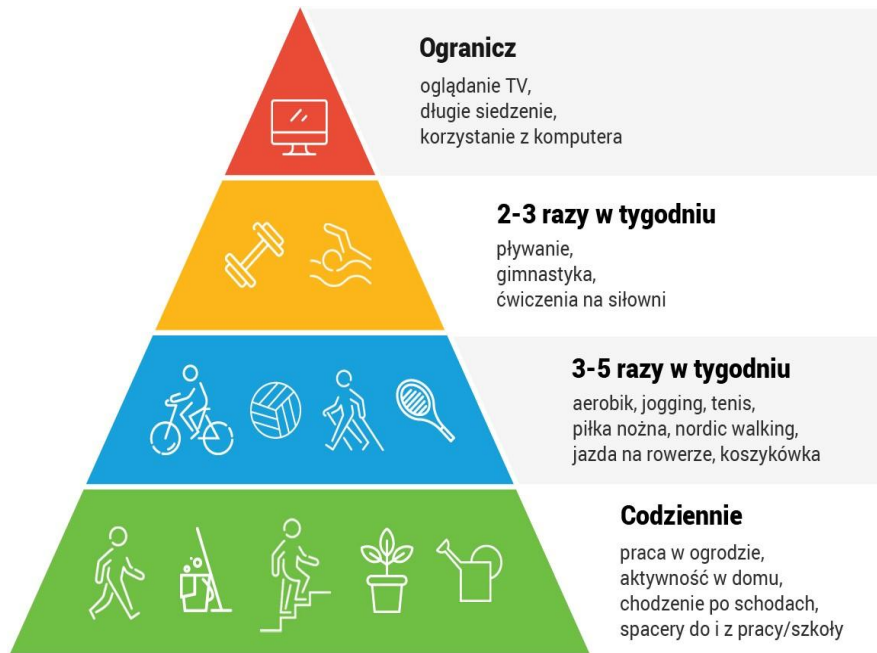 Ogranicz
oglądanie TV,
długie siedzenie,
korzystanie z komputera
2-3 razy w tygodniu
pływanie,
gimnastyka,
ćwiczenia na siłowni
3-5 razy w tygodniu
aerobik, jogging, tenis,
piłka nożna, nordic walking,
jazda na rowerze, koszykówka
Codziennie
praca w ogrodzie,
aktywność w domu,
chodzenie po schodach,
spacery do i z pracy/szkoły